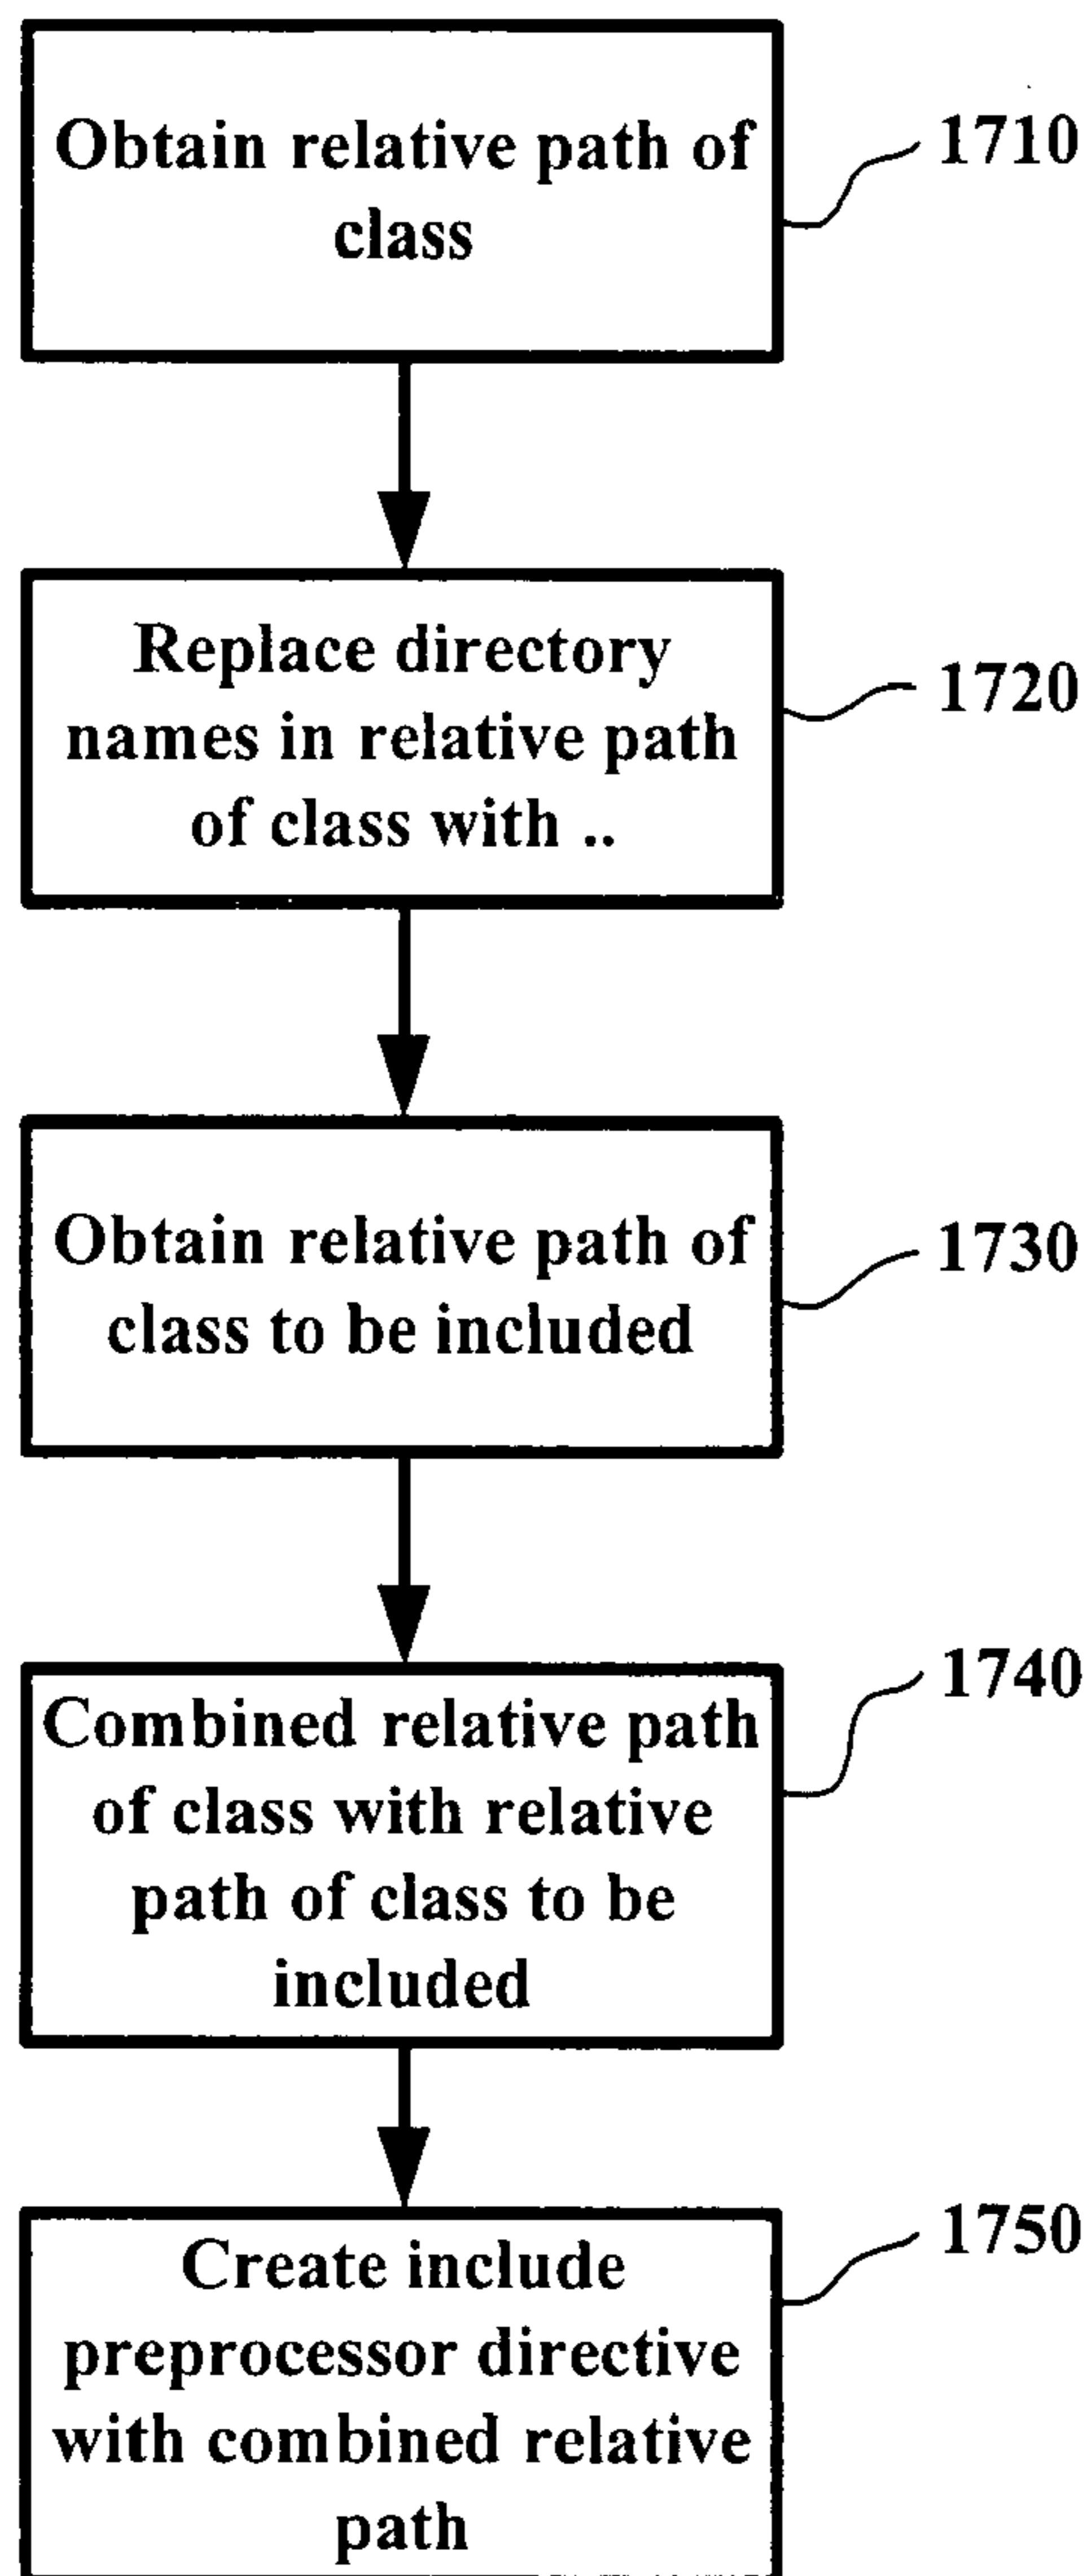 Obtain relative path of
class
1710
Replace directory
names in relative path
of class with ..
1720
Obtain relative path of
class to be included
1730
Combined relative path
of class with relative
path of class to be
included
1740
Create include
preprocessor directive
with combined relative
path
1750